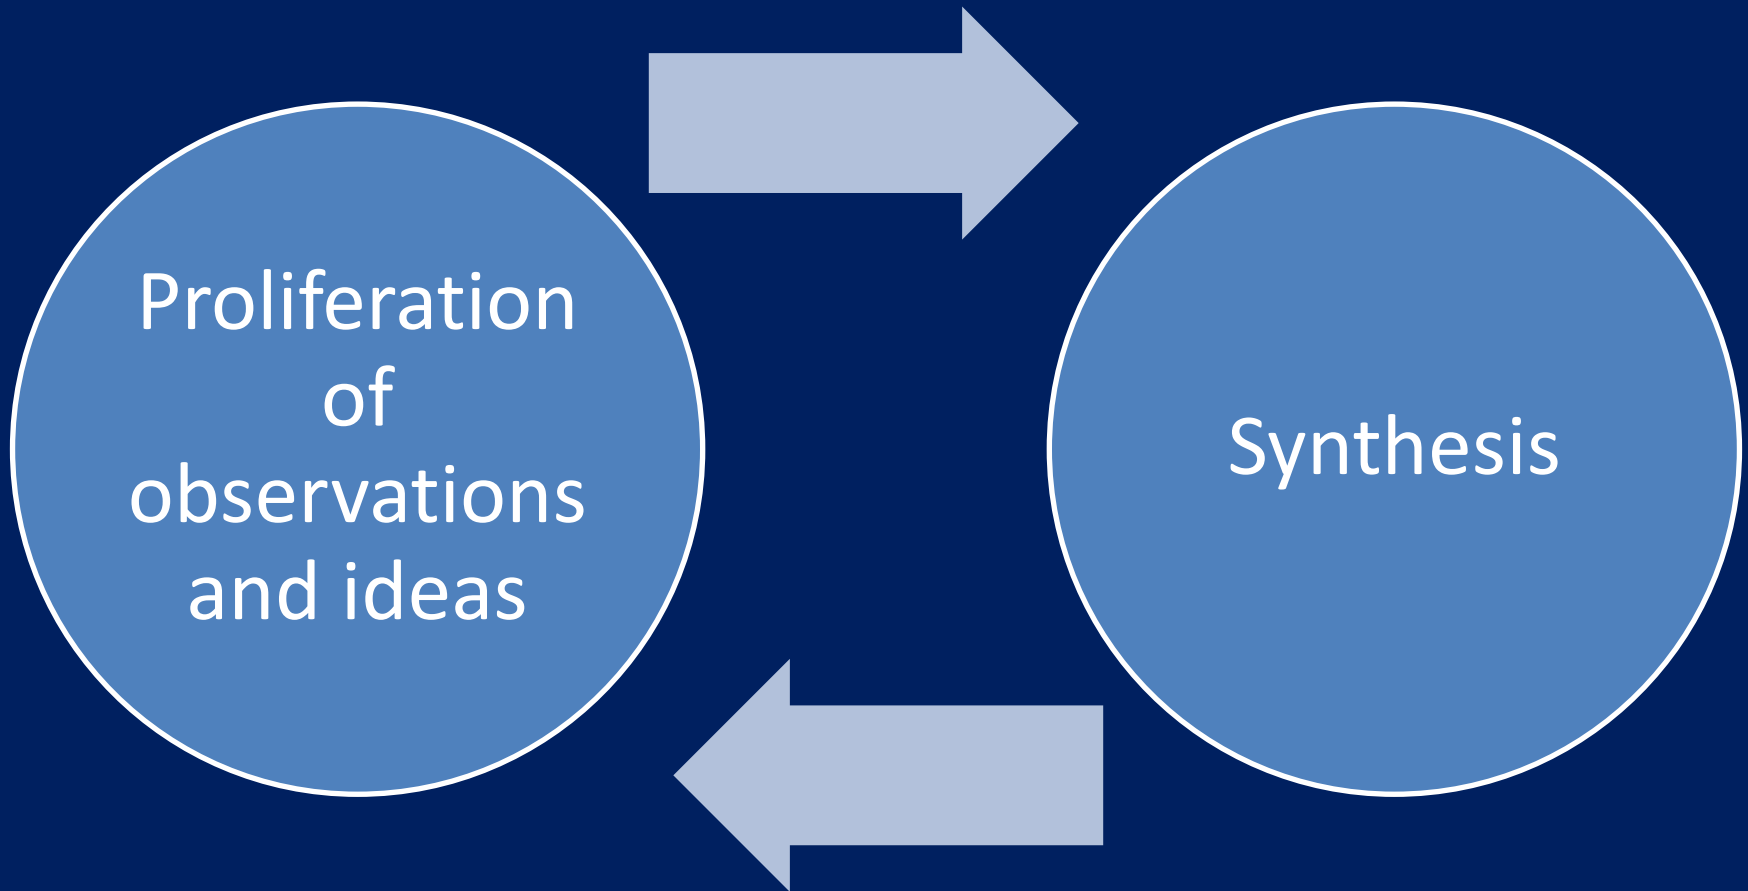 Proliferation
of
observations
and ideas
Synthesis